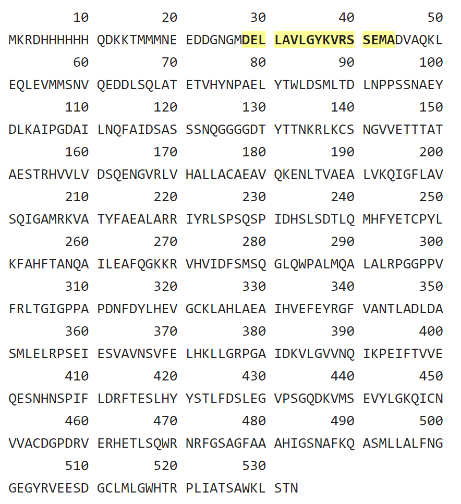 10 20 30 40 50
MKRDHHHHHH QDKKTMMMNE EDDGNGMDEL LAVLGYKVRS SEMADVAQKL
60 70 80 90 100
EQLEVMMSNV QEDDLSQLAT ETVHYNPAEL YTWLDSMLTD LNPPSSNAEY
110 120 130 140 150
DLKAIPGDAI LNQFAIDSAS SSNQGGGGDT YTTNKRLKCS NGVVETTTAT
160 170 180 190 200
AESTRHVVLV DSQENGVRLV HALLACAEAV QKENLTVAEA LVKQIGFLAV
210 220 230 240 250
SQIGAMRKVA TYFAEALARR IYRLSPSQSP IDHSLSDTLQ MHFYETCPYL
260 270 280 290 300
KFAHFTANQA ILEAFQGKKR VHVIDFSMSQ GLQWPALMQA LALRPGGPPV
310 320 330 340 350
FRLTGIGPPA PDNFDYLHEV GCKLAHLAEA IHVEFEYRGF VANTLADLDA
360 370 380 390 400
SMLELRPSEI ESVAVNSVFE LHKLLGRPGA IDKVLGVVNQ IKPEIFTVVE
410 420 430 440 450
QESNHNSPIF LDRFTESLHY YSTLFDSLEG VPSGQDKVMS EVYLGKQICN
460 470 480 490 500
VVACDGPDRV ERHETLSQWR NRFGSAGFAA AHIGSNAFKQ ASMLLALFNG
510 520 530
GEGYRVEESD GCLMLGWHTR PLIATSAWKL STN